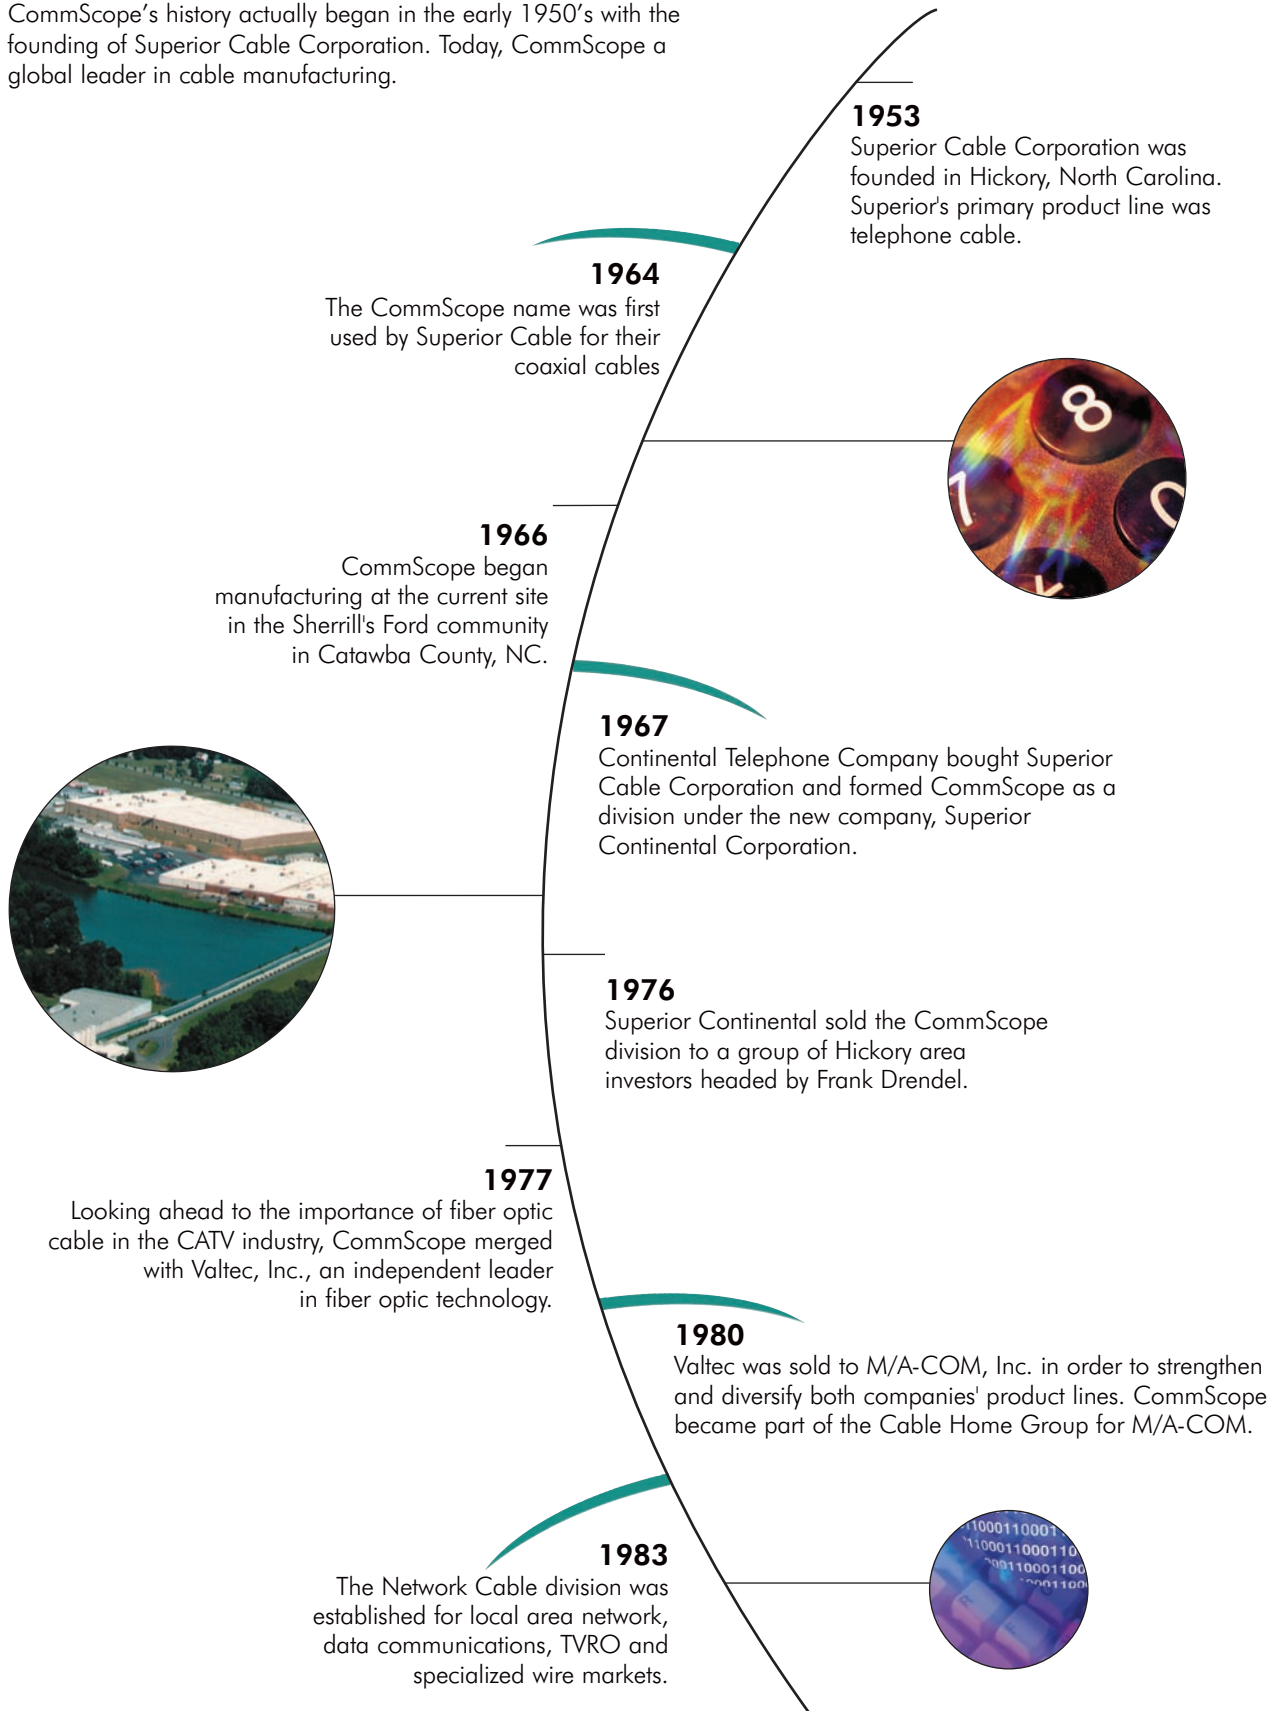 CommScope’s history actually began in the early 1950’s with the
founding of Superior Cable Corporation. Today, CommScope a
global leader in cable manufacturing.
1953
Superior Cable Corporation was
founded in Hickory, North Carolina.
Superior's primary product line was
telephone cable.
1964
The CommScope name was first
used by Superior Cable for their
coaxial cables
8
7
0
1966
CommScope began
manufacturing at the current site
in the Sherrill's Ford community
in Catawba County, NC.
1967
Continental Telephone Company bought Superior
Cable Corporation and formed CommScope as a
division under the new company, Superior
Continental Corporation.
1976
Superior Continental sold the CommScope
division to a group of Hickory area
investors headed by Frank Drendel.
1977
Looking ahead to the importance of fiber optic
cable in the CATV industry, CommScope merged
with Valtec, Inc., an independent leader
in fiber optic technology.
1980
Valtec was sold to M/A-COM, Inc. in order to strengthen
and diversify both companies' product lines. CommScope
became part of the Cable Home Group for M/A-COM.
1983
The Network Cable division was
established for local area network,
data communications, TVRO and
specialized wire markets.
11000110001
110001100011 0
R
F